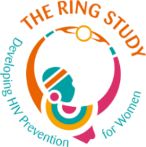 THE RING STUDY
Developing HIV Prevention
for Women